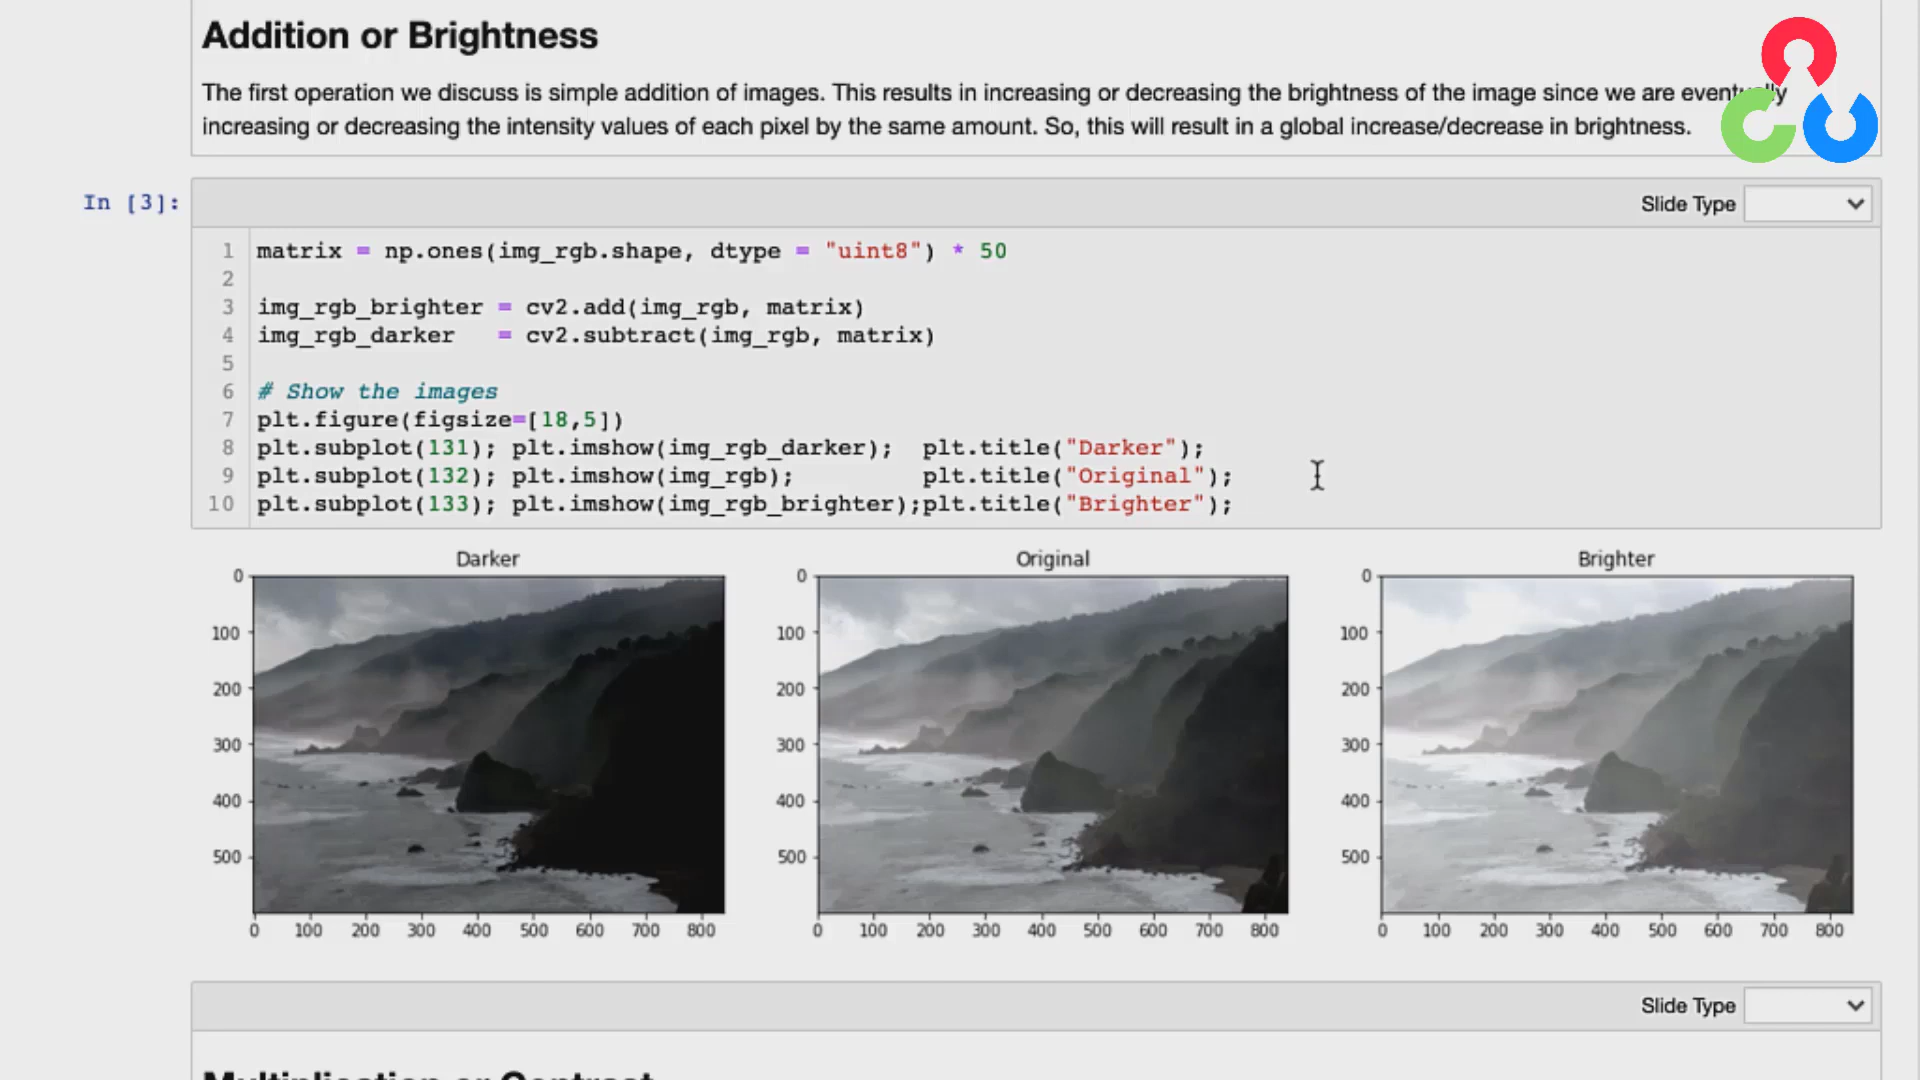 Addition or Brightness
The first operation we discuss is simple addition of images. This results in increasing or decreasing the brightness of the image since we are eventually
increasing or decreasing the intensity values of each pixel by the same amount. So, this will result in a global increase/decrease in brightness.
In [3]:
Slide Type
1 matrix = np.ones(img_rgb.shape, dtype = "uint8") * 50
2
3 img_rgb_brighter = cv2.add(img_rgb, matrix)
4 img_rgb_darker   = cv2.subtract(img_rgb, matrix)
5
6 # Show the images
7 plt.figure(figsize=[18,5])
8 plt.subplot(131); plt.imshow(img_rgb_darker);  plt.title("Darker");
9 plt.subplot(132); plt.imshow(img_rgb);         plt.title("Original");
10 plt.subplot(133); plt.imshow(img_rgb_brighter);plt.title("Brighter");
Darker
0
100
200
300
400
500
0 100 200 300 400 500 600 700 800
Original
0
100
200
300
400
500
0 100 200 300 400 500 600 700 800
Brighter
0
100
200
300
400
500
0 100 200 300 400 500 600 700 800
Slide Type
Multiplication or Contrast